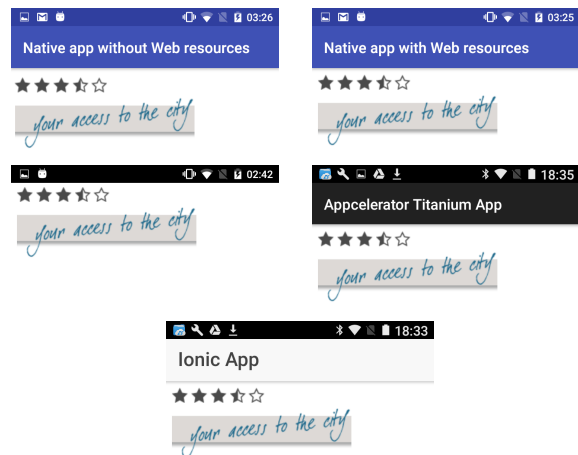 03:26
Native app without Web resources
your access to the city
03:25
Native app with Web resources
your access to the city
02:42
your access to the city
18:35
Appcelerator Titanium App
your access to the city
18:33
Ionic App
your access to the city